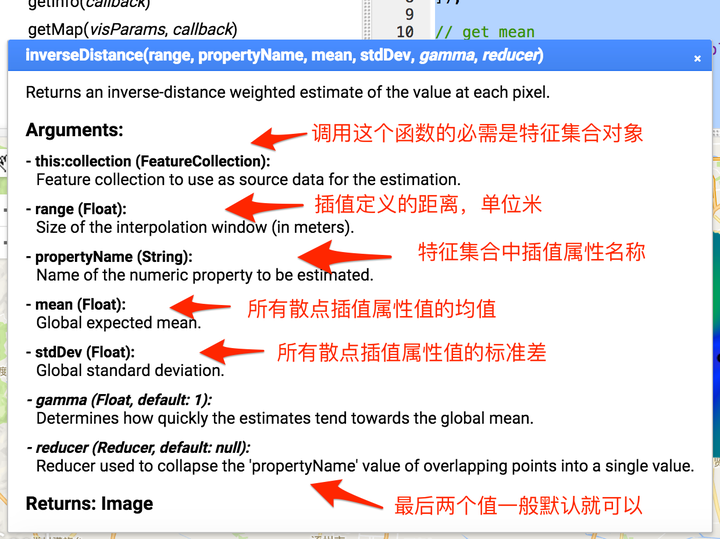 getInfo(callback)
getMap(visParams, callback)
9
10 // get mean
inverseDistance(range, propertyName, mean, stdDev, gamma, reducer)
×
Returns an inverse-distance weighted estimate of the value at each pixel.
Arguments:
调用这个函数的必需是特征集合对象
- this:collection (FeatureCollection):
Feature collection to use as source data for the estimation.
- range (Float):
插值定义的距离，单位米
Size of the interpolation window (in meters).
- propertyName (String):
特征集合中插值属性名称
Name of the numeric property to be estimated.
- mean (Float):
所有散点插值属性值的均值
Global expected mean.
- stdDev (Float):
所有散点插值属性值的标准差
Global standard deviation.
- gamma (Float, default: 1):
Determines how quickly the estimates tend towards the global mean.
- reducer (Reducer, default: null):
Reducer used to collapse the 'propertyName' value of overlapping points into a single value.
Returns: Image
最后两个值一般默认就可以